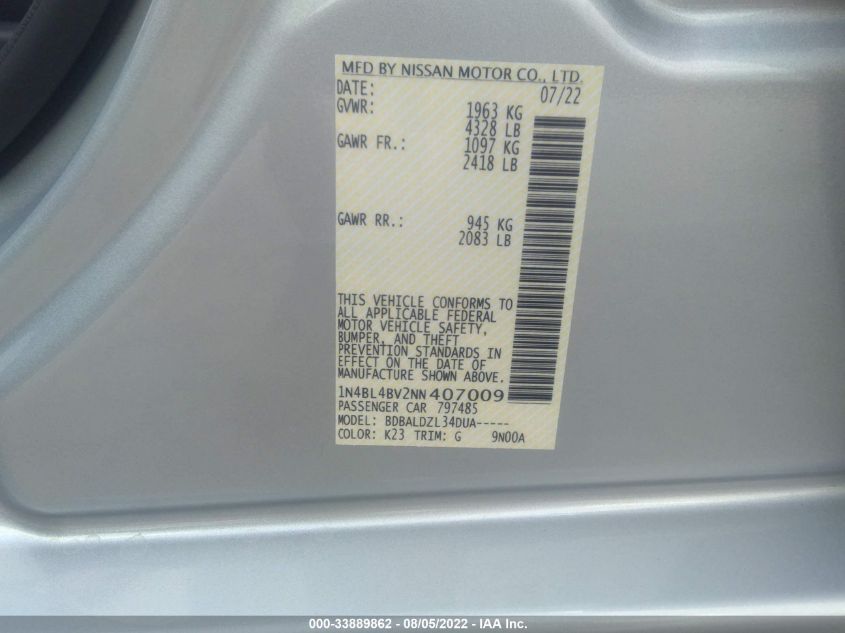 MFD BY NISSAN MOTOR CO., LTD.
DATE: 07/22
GVWR: 1963 KG
4328 LB
GAWR FR.: 1097 KG
2418 LB
GAWR RR.: 945 KG
2083 LB
THIS VEHICLE CONFORMS TO
ALL APPLICABLE FEDERAL
MOTOR VEHICLE SAFETY,
BUMPER, AND THEFT
PREVENTION STANDARDS IN
EFFECT ON THE DATE OF
MANUFACTURE SHOWN ABOVE.
1N4BL4BV2NN407009
PASSENGER CAR 797485
MODEL: BDBALDZL34DUA-----
COLOR: K23 TRIM: G 9N00A
000-33889862 - 08/05/2022 - IAA Inc.